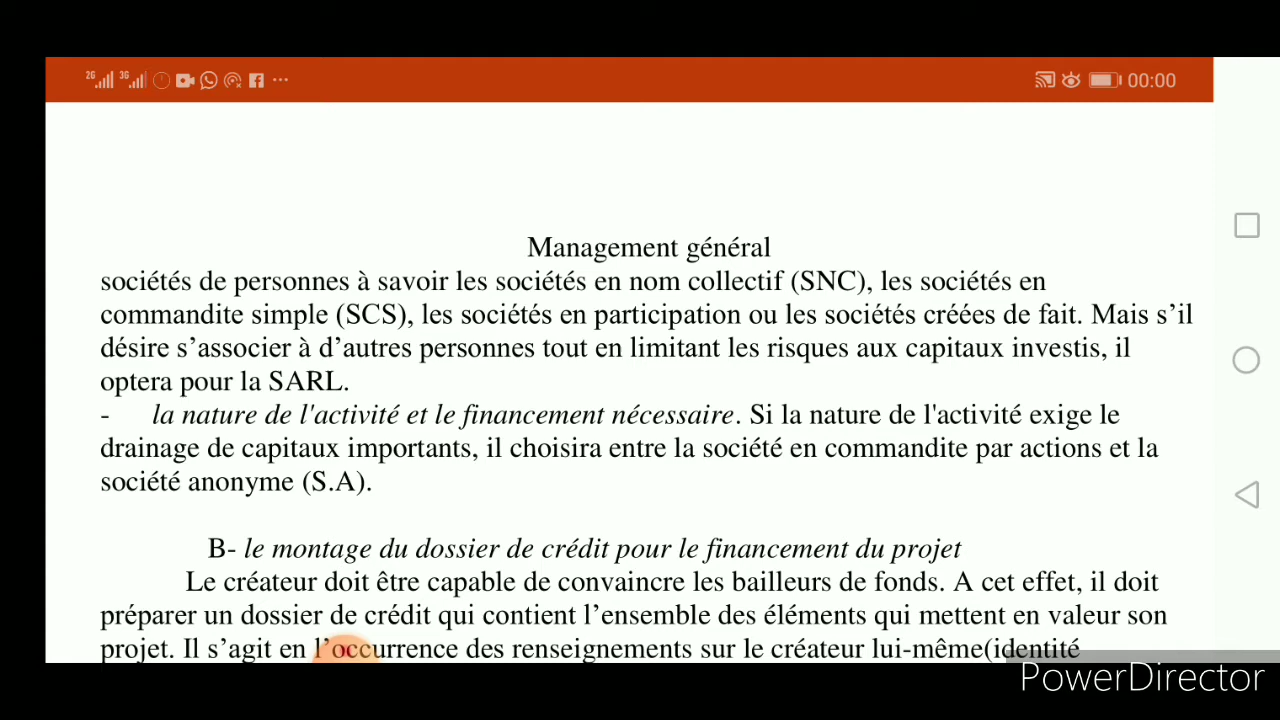 2G 3G 00:00
Management général
sociétés de personnes à savoir les sociétés en nom collectif (SNC), les sociétés en
commandite simple (SCS), les sociétés en participation ou les sociétés créées de fait. Mais s’il
désire s’associer à d’autres personnes tout en limitant les risques aux capitaux investis, il
optera pour la SARL.
- la nature de l'activité et le financement nécessaire. Si la nature de l'activité exige le
drainage de capitaux importants, il choisira entre la société en commandite par actions et la
société anonyme (S.A).
B- le montage du dossier de crédit pour le financement du projet
Le créateur doit être capable de convaincre les bailleurs de fonds. A cet effet, il doit
préparer un dossier de crédit qui contient l’ensemble des éléments qui mettent en valeur son
projet. Il s’agit en l’occurrence des renseignements sur le créateur lui-même(identité
PowerDirector